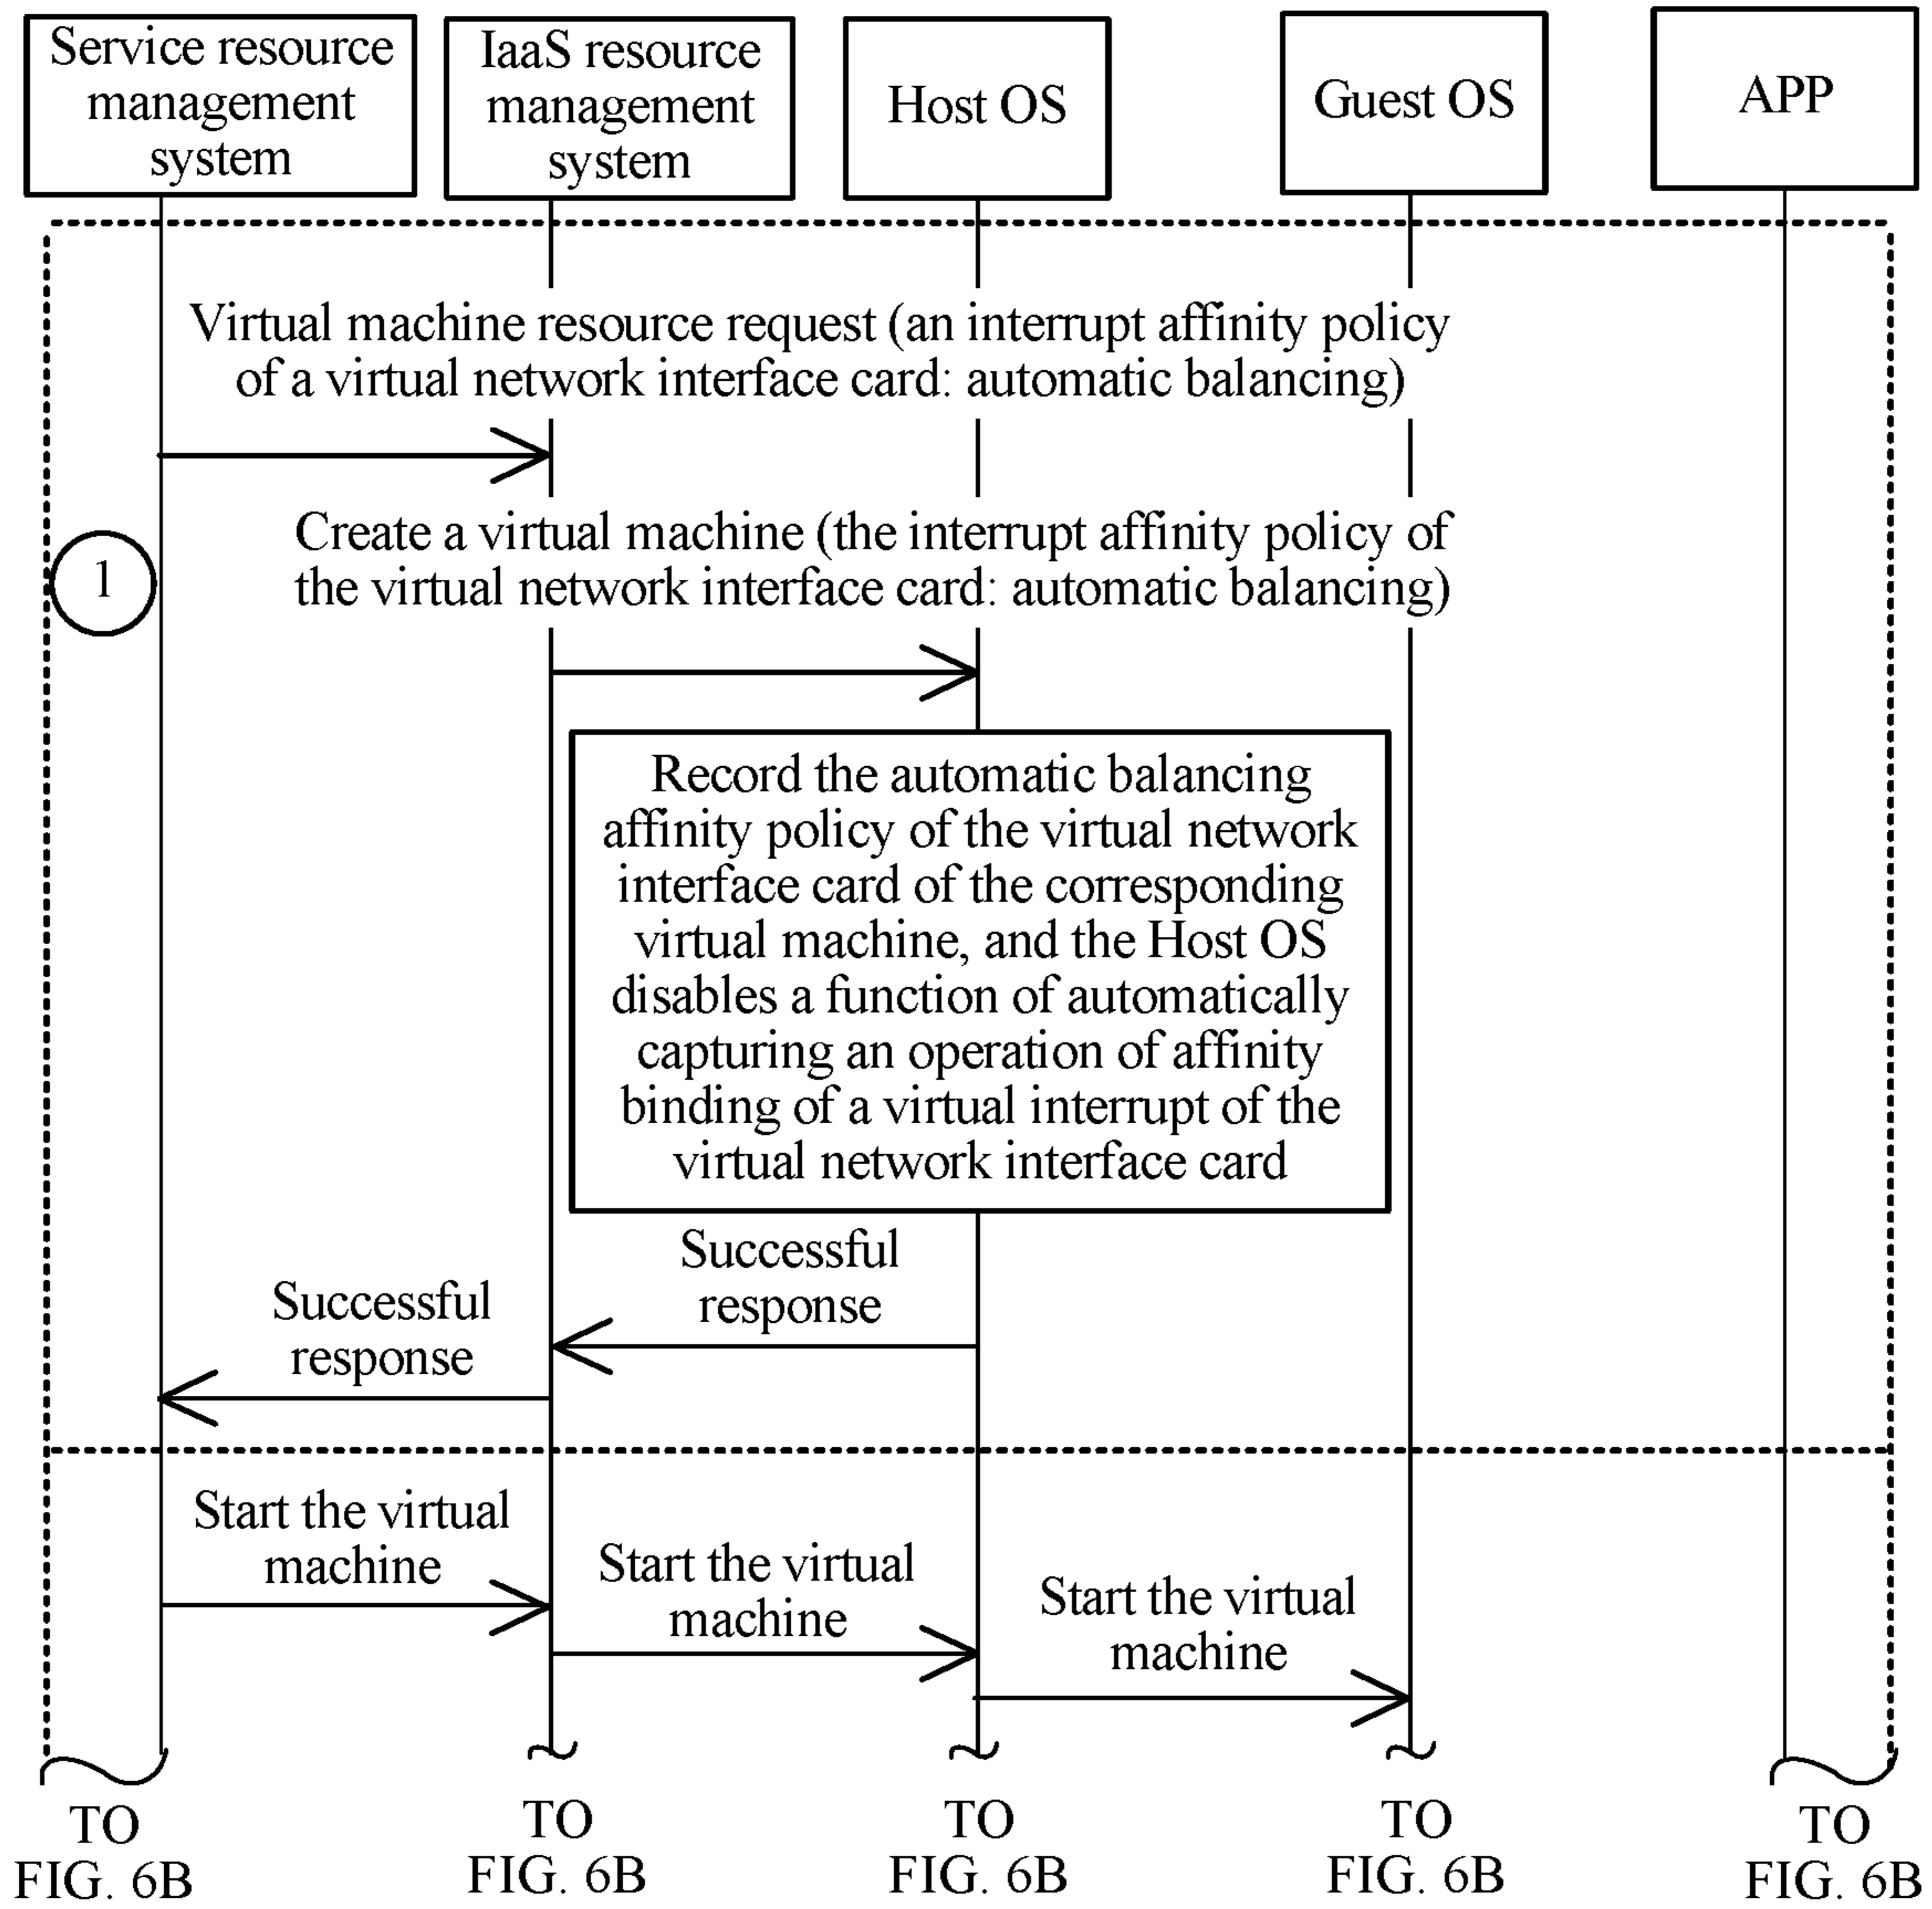 Service resource
management
system
IaaS resource
management
system
Host OS
Guest OS
APP
Virtual machine resource request (an interrupt affinity policy
of a virtual network interface card: automatic balancing)
1
Create a virtual machine (the interrupt affinity policy of
the virtual network interface card: automatic balancing)
Record the automatic balancing
affinity policy of the virtual network
interface card of the corresponding
virtual machine, and the Host OS
disables a function of automatically
capturing an operation of affinity
binding of a virtual interrupt of the
virtual network interface card
Successful
response
Successful
response
Start the virtual
machine
Start the virtual
machine
Start the virtual
machine
TO
FIG. 6B
TO
FIG. 6B
TO
FIG. 6B
TO
FIG. 6B
TO
FIG. 6B